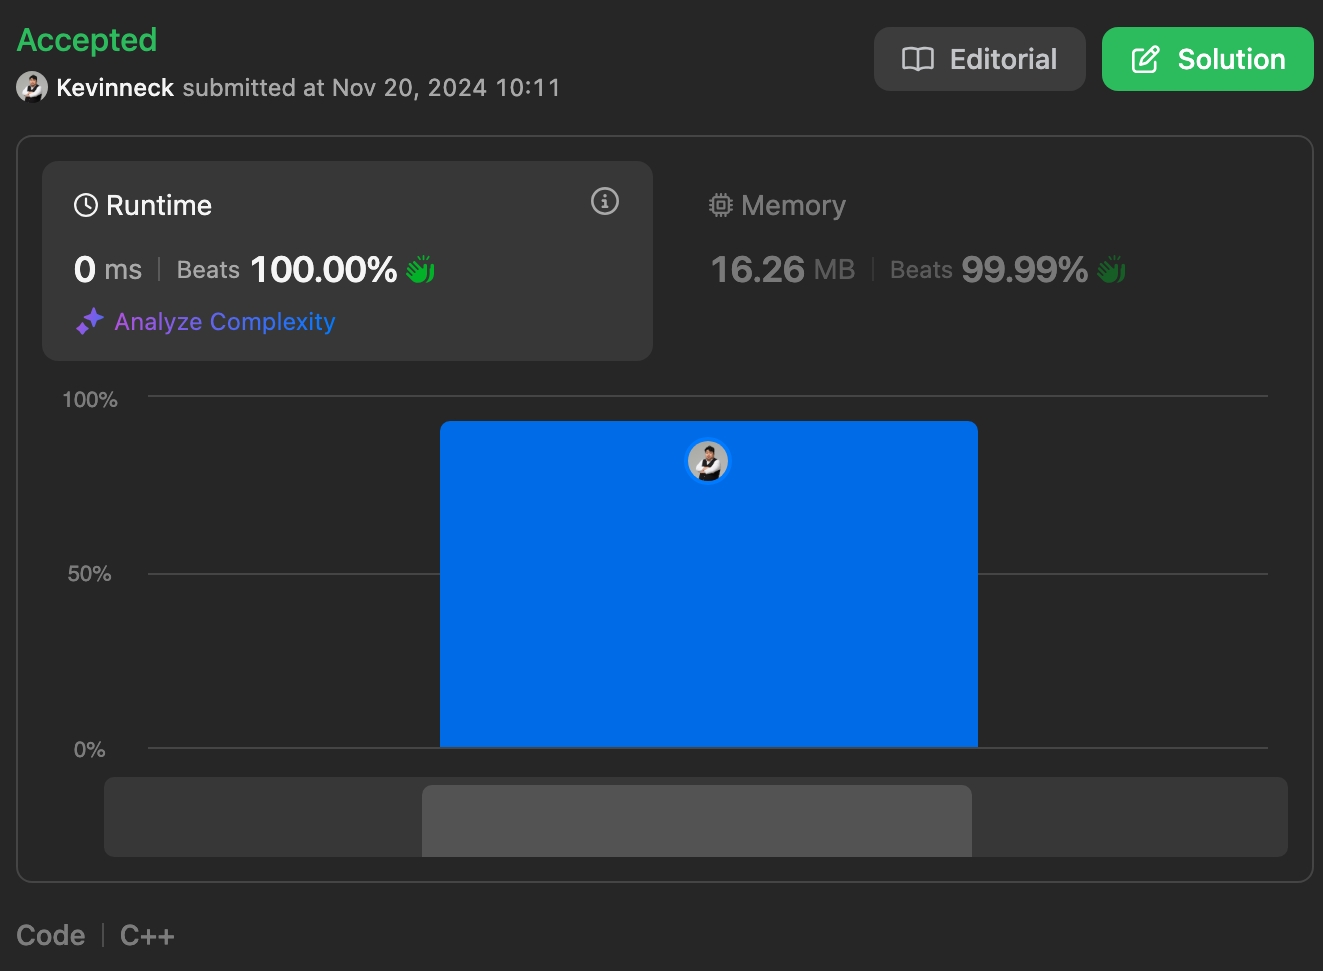 Accepted
Editorial
Solution
Kevinneck submitted at Nov 20, 2024 10:11
Runtime
Memory
0 ms | Beats 100.00%
16.26 MB | Beats 99.99%
Analyze Complexity
100%
50%
0%
Code | C++